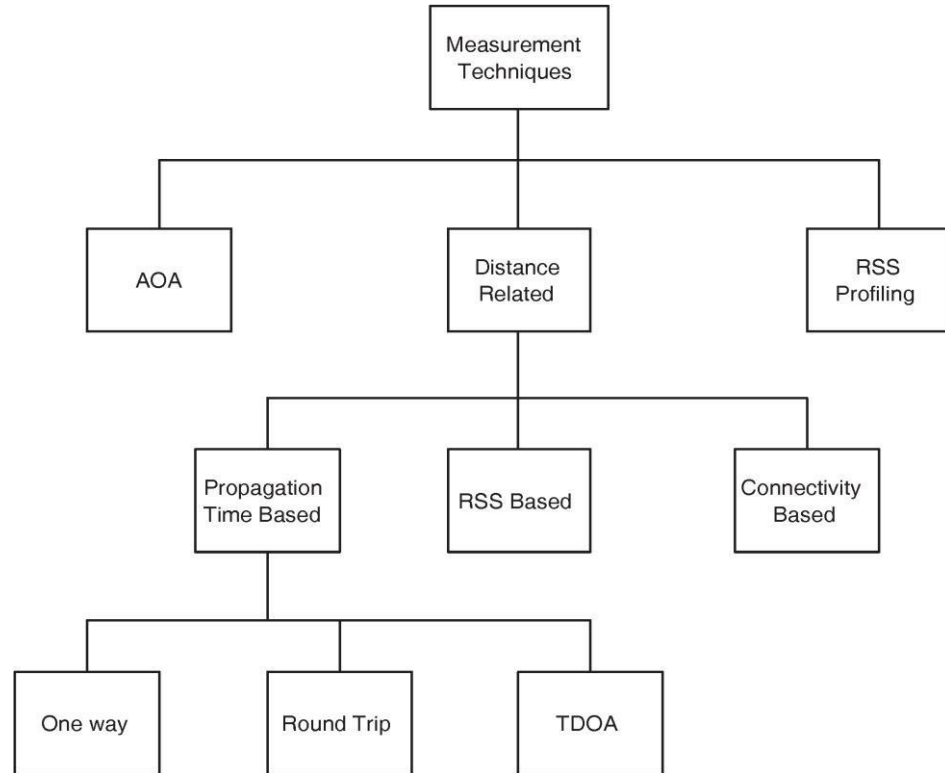 Measurement
Techniques
AOA
Distance
Related
RSS
Profiling
Propagation
Time Based
RSS Based
Connectivity
Based
One way
Round Trip
TDOA